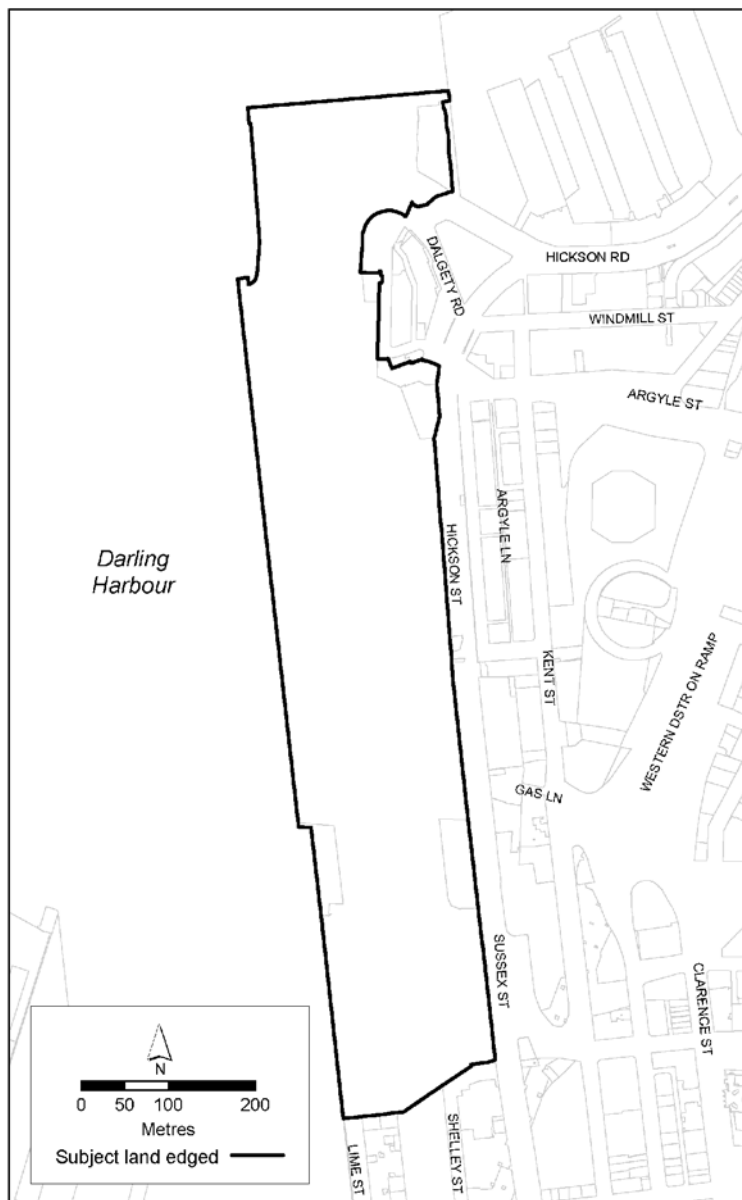 HICKSON RD
DALGETY RD
WINDMILL ST
ARGYLE ST
ARGYLE LN
HICKSON ST
Darling
Harbour
KENT ST
WESTERN DSTR ON RAMP
GAS LN
SUSSEX ST
CLARENCE ST
N
0 50 100 200
Metres
Subject land edged
LIME ST
SHELLEY ST